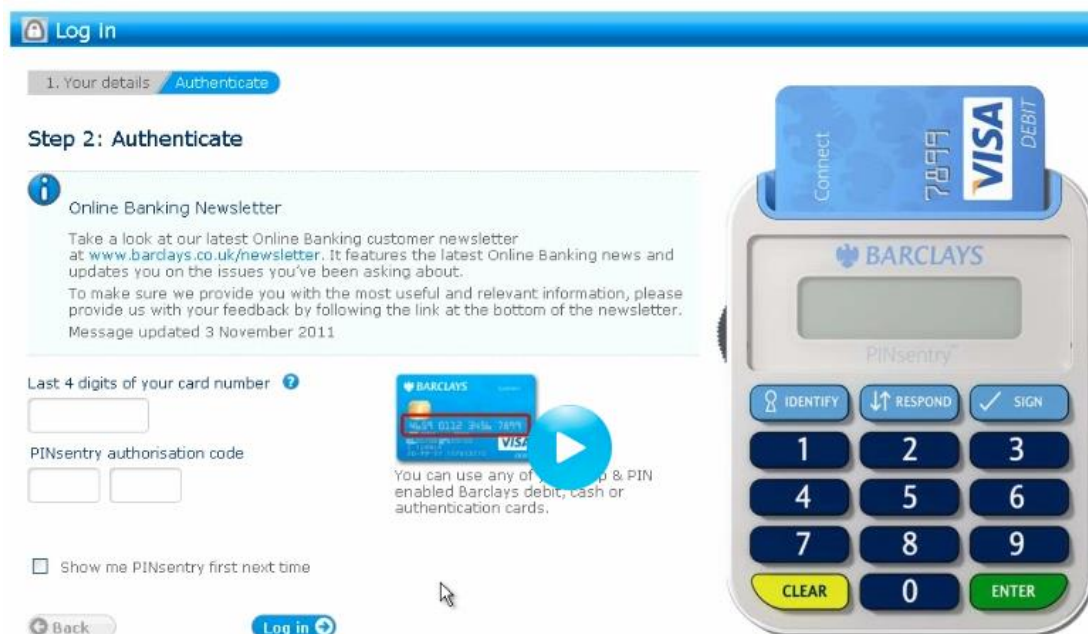 Log in
1. Your details Authenticate
Step 2: Authenticate
Online Banking Newsletter
Take a look at our latest Online Banking customer newsletter
at www.barclays.co.uk/newsletter. It features the latest Online Banking news and
updates you on the issues you've been asking about.
To make sure we provide you with the most useful and relevant information, please
provide us with your feedback by following the link at the bottom of the newsletter.
Message updated 3 November 2011
Last 4 digits of your card number ?
PINsentry authorisation code
BARCLAYS
4659 0112 3456 7899
VISA
You can use any of & PIN
enabled Barclays debit, cash or
authentication cards.
Show me PINsentry first next time
Back Log in
Connect
7899
VISA
DEBIT
BARCLAYS
PINsentry™
IDENTIFY RESPOND SIGN
1 2 3
4 5 6
7 8 9
CLEAR 0 ENTER